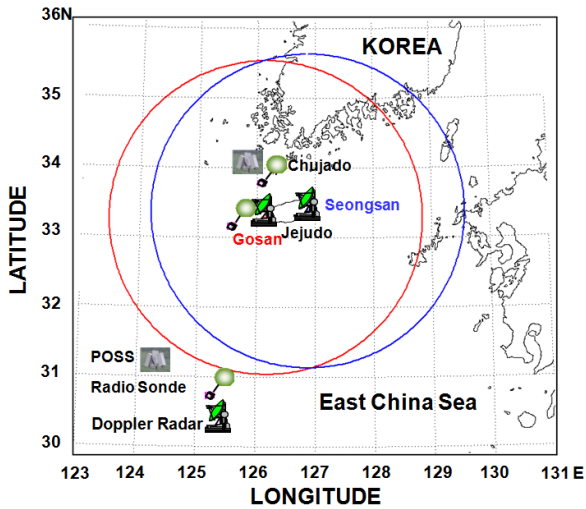 36N
KOREA
35
34
Chujado
Seongsan
33
Gosan
Jejudo
32
POSS
31
Radio Sonde
East China Sea
Doppler Radar
30
123
124
125
126
127
128
129
130
131 E
LONGITUDE
LATITUDE